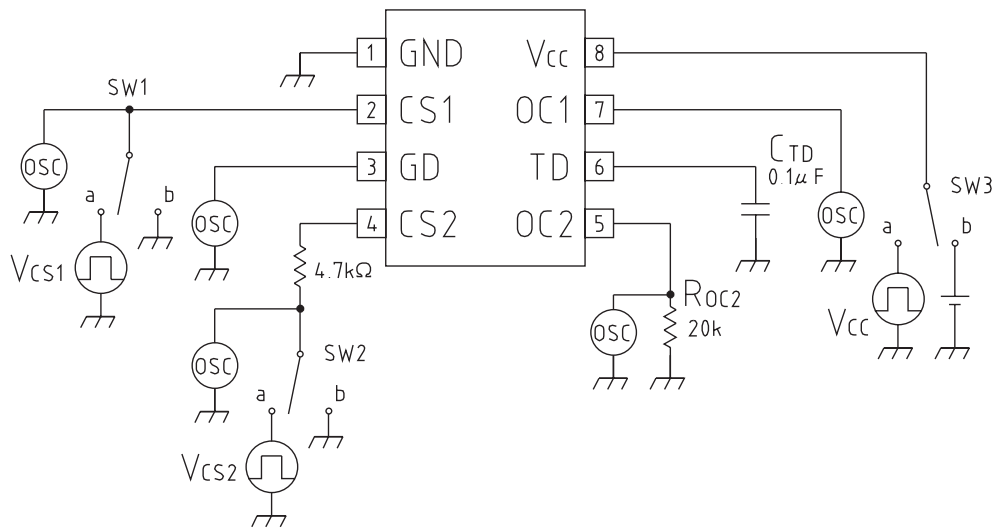 1 GND
2 CS1
3 GD
4 CS2
Vcc 8
OC1 7
TD 6
OC2 5
SW1
OSC
a
b
VCS1
OSC
4.7kΩ
OSC
SW2
a
b
VCS2
CTD
0.1μF
OSC
ROC2
20k
OSC
SW3
a
b
VCC